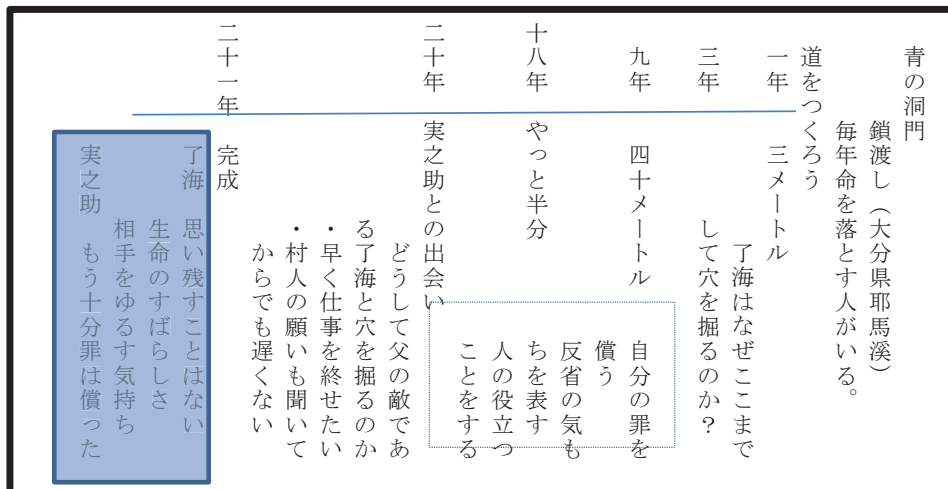 青の洞門
鎖渡し（大分県耶馬溪）
毎年命を落とす人がいる。
道をつくろう
一年　三メートル
了海はなぜここまで
三年　して穴を掘るのか？
九年　四十メートル
自分の罪を
償う
反省の気も
ちを表す
人の役立つ
ことをする
十八年　やっと半分
二十年　実之助との出会い
どうして父の敵であ
る了海と穴を掘るのか
・早く仕事を終せたい
・村人の願いも聞いて
からでも遅くない
二十一年　完成
了海　思い残すことはない
生命のすばらしさ
相手をゆるす気持ち
実之助　もう十分罪は償った